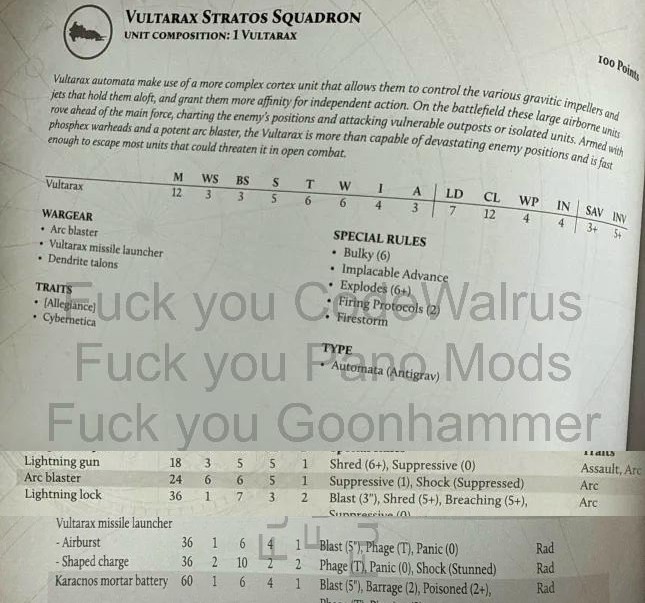 VULTARAX STRATOS SQUADRON
UNIT COMPOSITION: 1 VULTARAX
100 Points
Vultarax automata make use of a more complex cortex unit that allows them to control the various gravitic impellers and
jets that hold them aloft, and grant them more affinity for independent action. On the battlefield these large airborne units
rove ahead of the main force, charting the enemy's positions and attacking vulnerable outposts or isolated units. Armed with
phosphex warheads and a potent arc blaster, the Vultarax is more than capable of devastating enemy positions and is fast
enough to escape most units that could threaten it in open combat.
M WS BS S T W I A LD CL WP IN SAV INV
Vultarax 12 3 3 5 6 6 4 3 7 12 4 4 3+ 5+
WARGEAR
• Arc blaster
• Vultarax missile launcher
• Dendrite talons
TRAITS
• [Allegiance]
• Cybernetica
SPECIAL RULES
• Bulky (6)
• Implacable Advance
• Explodes (6+)
• Firing Protocols (2)
• Firestorm
TYPE
• Automata (Antigrav)
Fuck you CodeWalrus
Fuck you Pano Mods
Fuck you Goonhammer
Traits
Lightning gun 18 3 5 5 1 Shred (6+), Suppressive (0) Assault, Arc
Arc blaster 24 6 6 5 1 Suppressive (1), Shock (Suppressed) Arc
Lightning lock 36 1 7 3 2 Blast (3"), Shred (5+), Breaching (5+), Arc
Suppressive (0)
Vultarax missile launcher
- Airburst 36 1 6 4 1 Blast (5"), Phage (T), Panic (0) Rad
- Shaped charge 36 2 10 2 2 Phage (T), Panic (0), Shock (Stunned) Rad
Karacnos mortar battery 60 1 6 4 1 Blast (5"), Barrage (2), Poisoned (2+), Rad